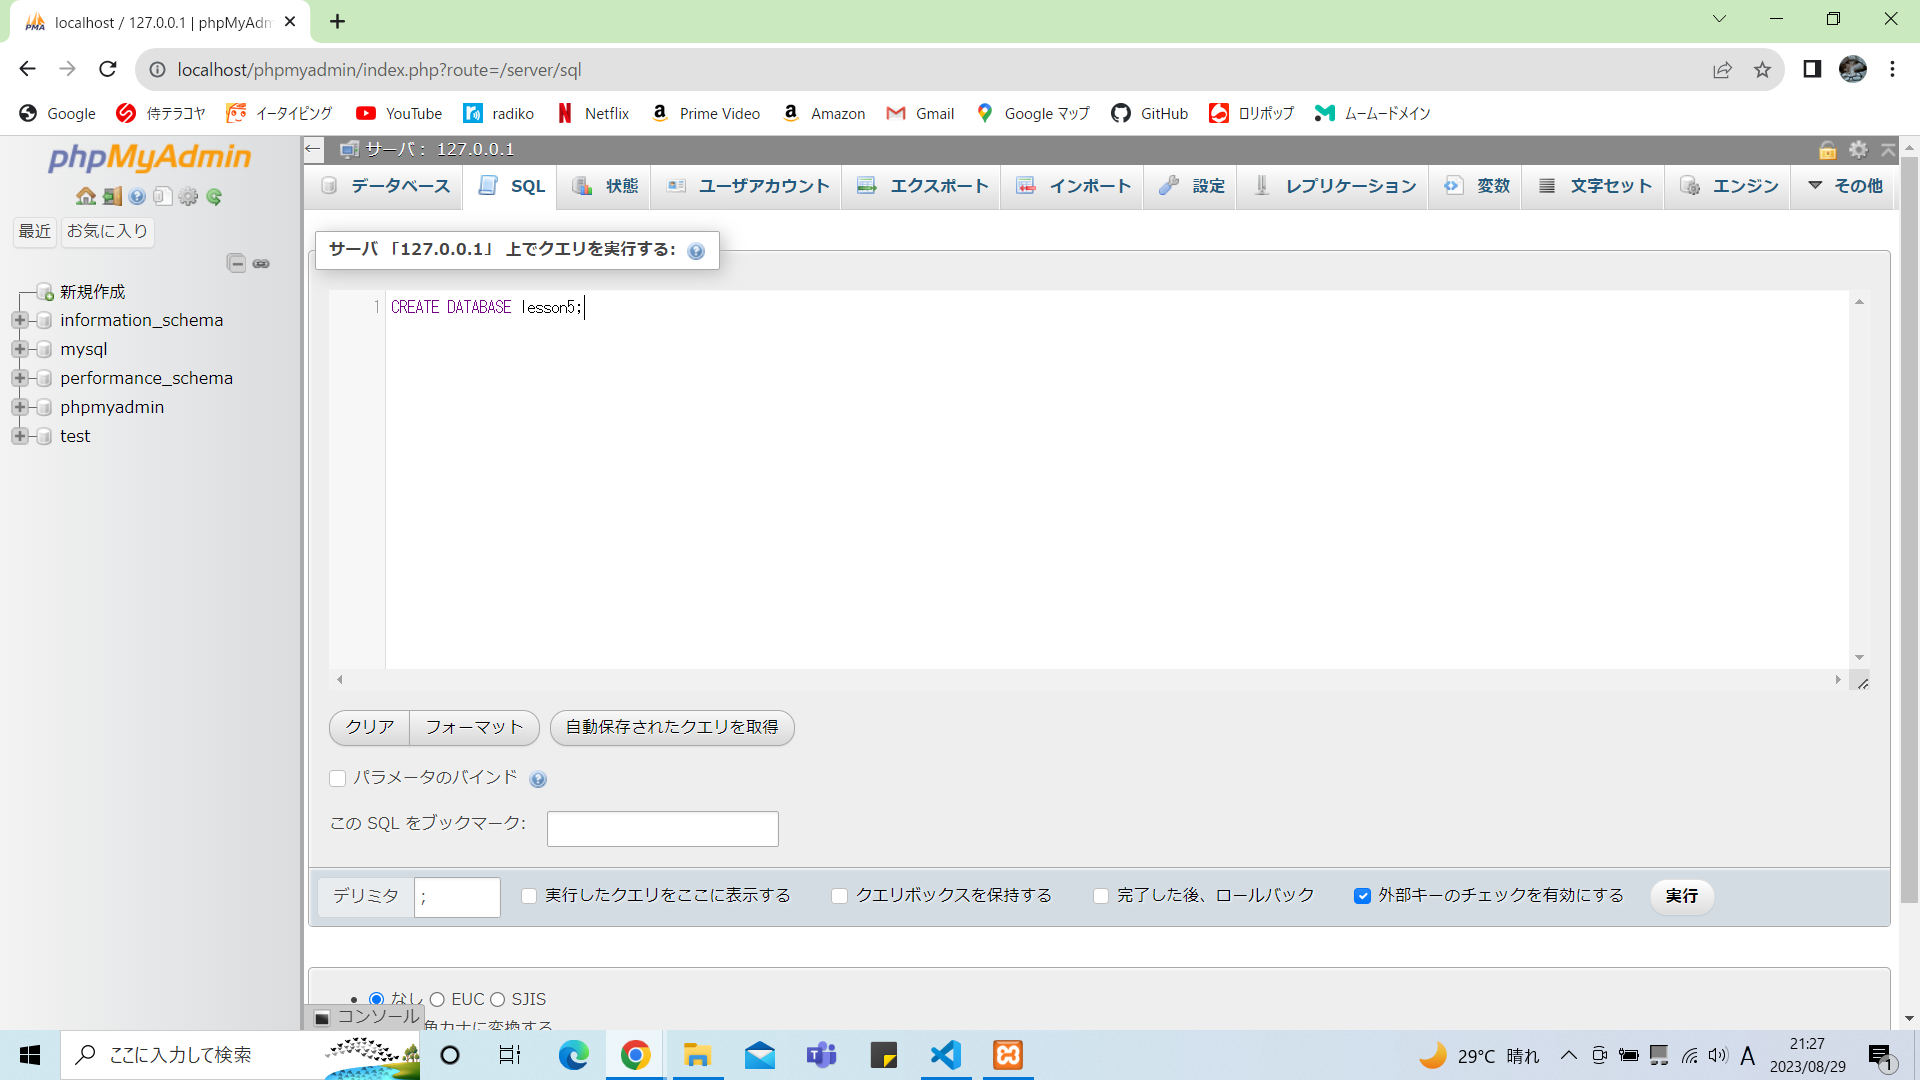 localhost / 127.0.0.1 | phpMyAdm
localhost/phpmyadmin/index.php?route=/server/sql
Google 侍テラコヤ イータイピング YouTube radiko Netflix Prime Video Amazon Gmail Google マップ GitHub ロリポップ ムームードメイン
phpMyAdmin
最近 お気に入り
新規作成
information_schema
mysql
performance_schema
phpmyadmin
test
サーバ: 127.0.0.1
データベース SQL 状態 ユーザアカウント エクスポート インポート 設定 レプリケーション 変数 文字セット エンジン その他
サーバ 「127.0.0.1」 上でクエリを実行する:
1 CREATE DATABASE lesson5;
クリア フォーマット 自動保存されたクエリを取得
パラメータのバインド
この SQL をブックマーク:
デリミタ ; 実行したクエリをここに表示する クエリボックスを保持する 完了した後、ロールバック 外部キーのチェックを有効にする 実行
なし EUC SJIS
コンソール
角カナに変換する
ここに入力して検索
29°C 晴れ
A
21:27
2023/08/29
1